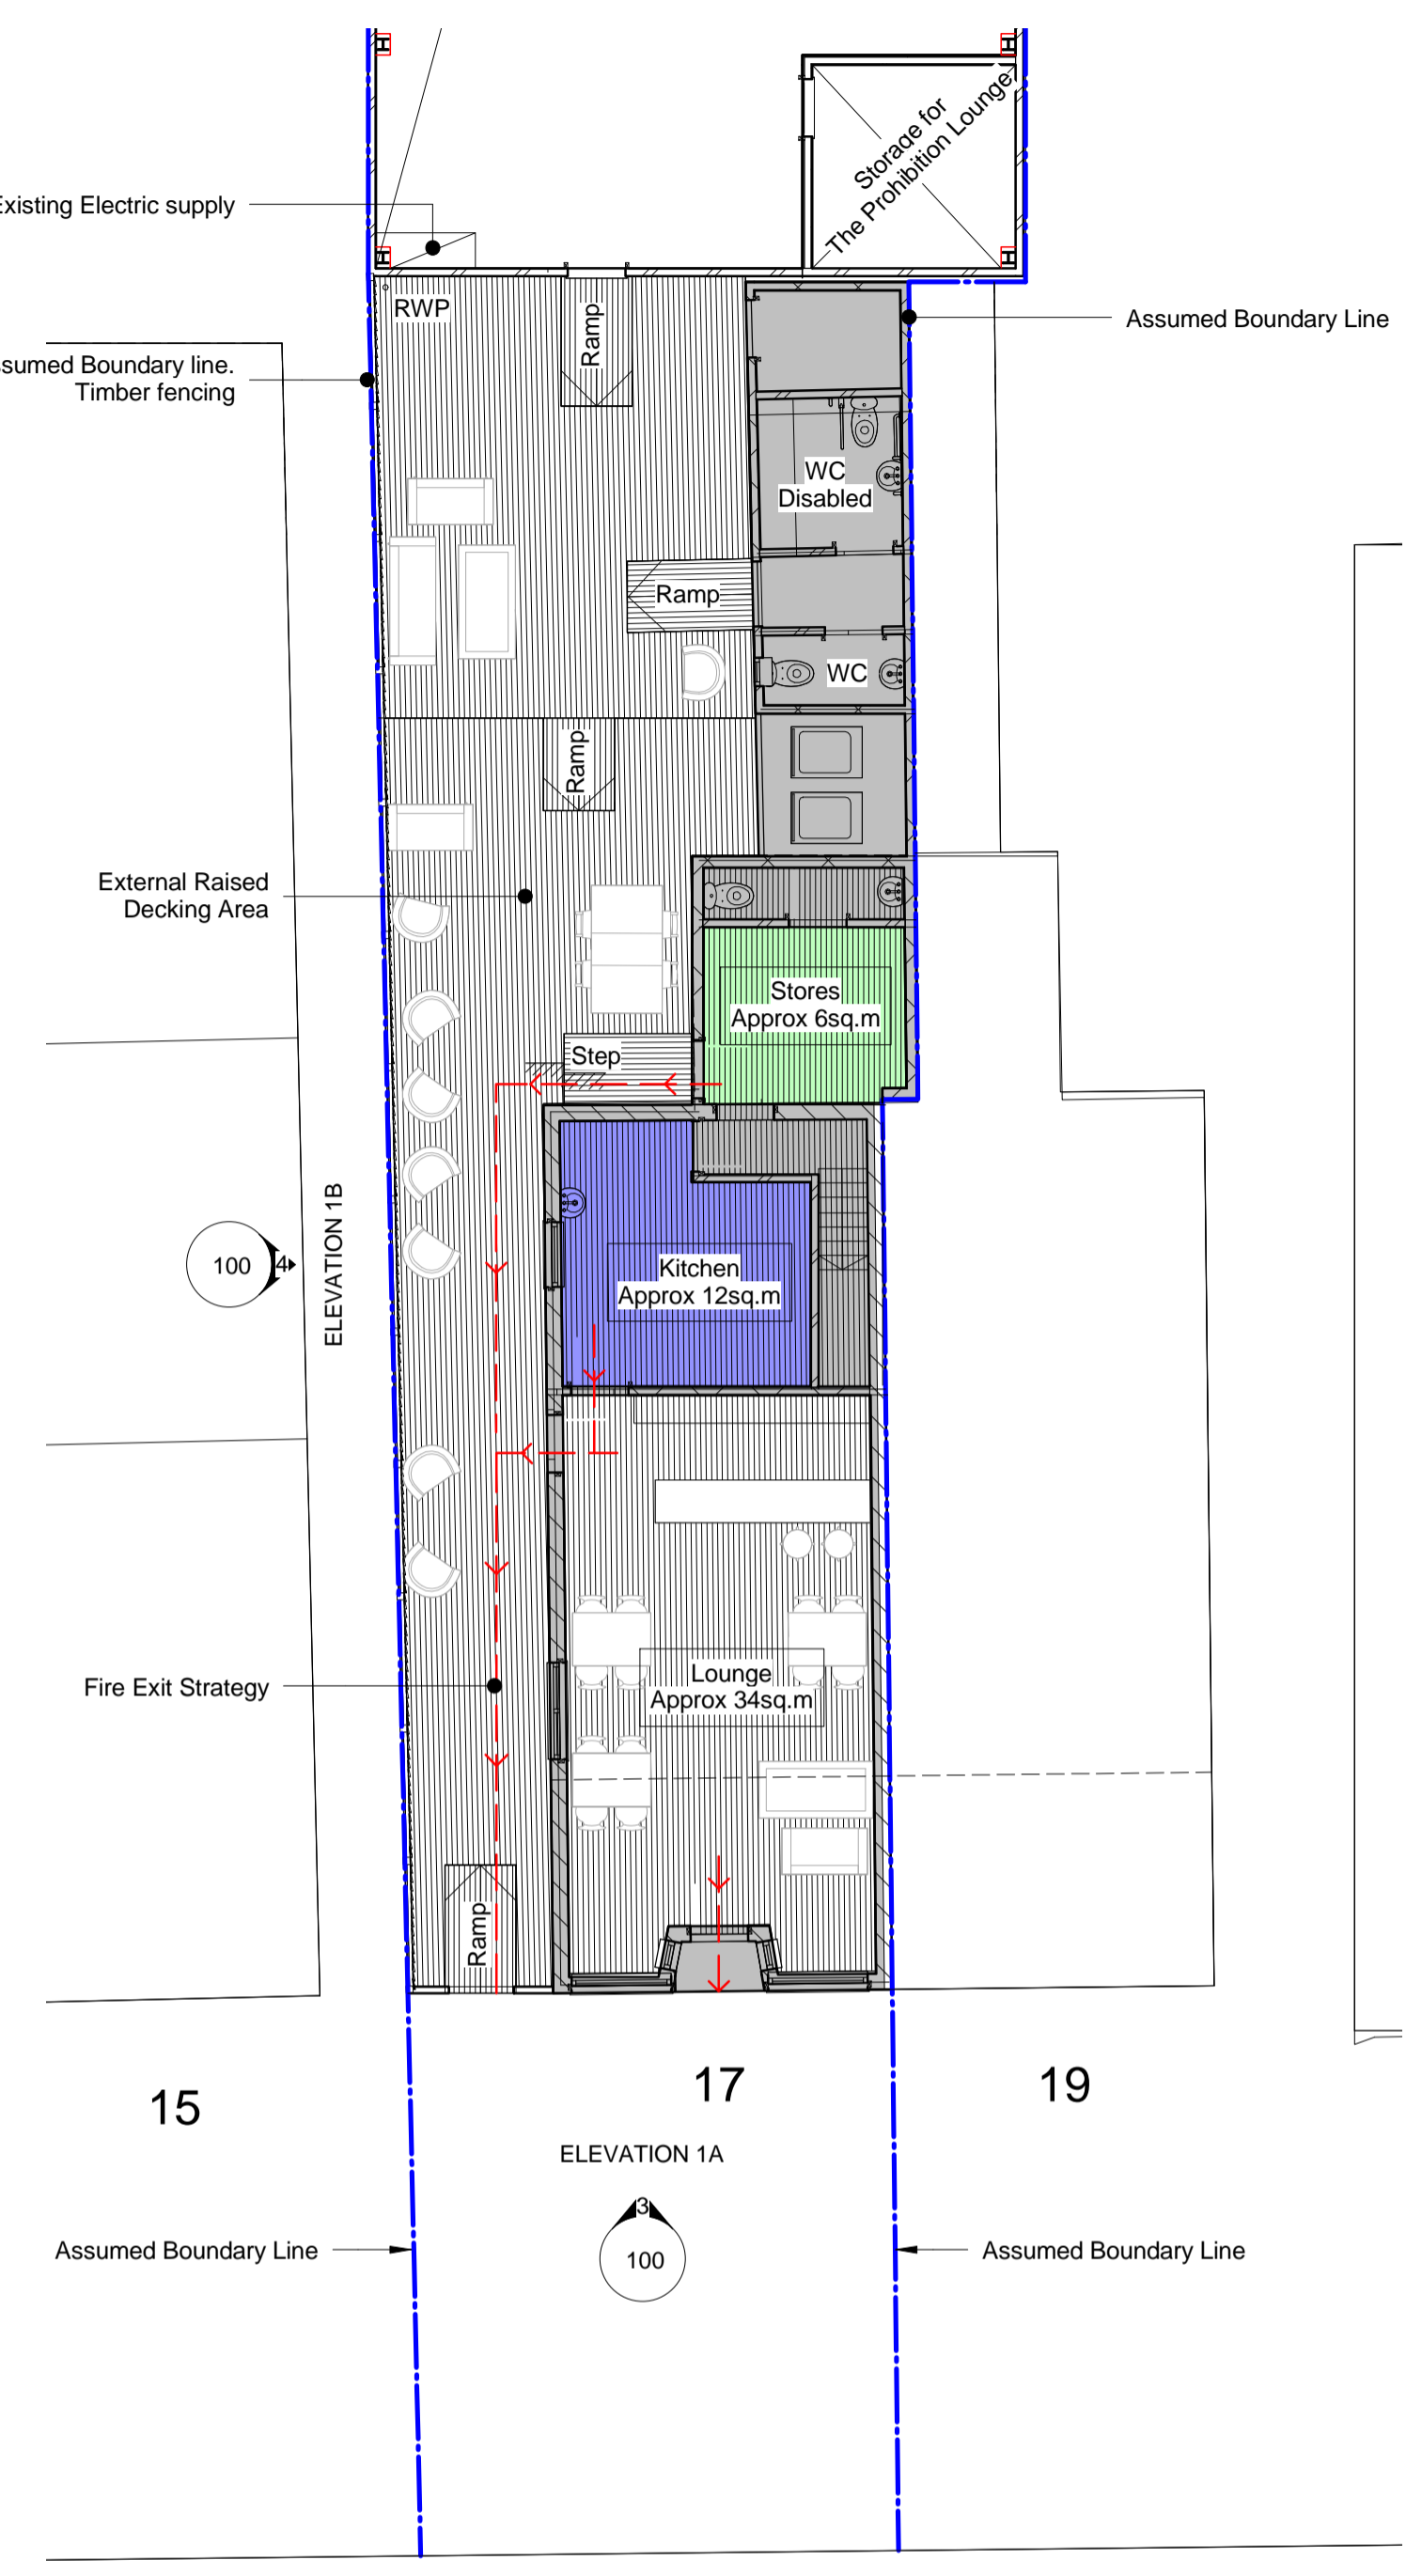 Storage for
The Prohibition Lounge
Existing Electric supply
RWP
Ramp
Assumed Boundary Line
Assumed Boundary line.
Timber fencing
WC
Disabled
Ramp
WC
Ramp
External Raised
Decking Area
Stores
Approx 6sq.m
Step
ELEVATION 1B
100
4
Kitchen
Approx 12sq.m
Lounge
Approx 34sq.m
Fire Exit Strategy
Ramp
15
17
19
ELEVATION 1A
3
100
Assumed Boundary Line
Assumed Boundary Line